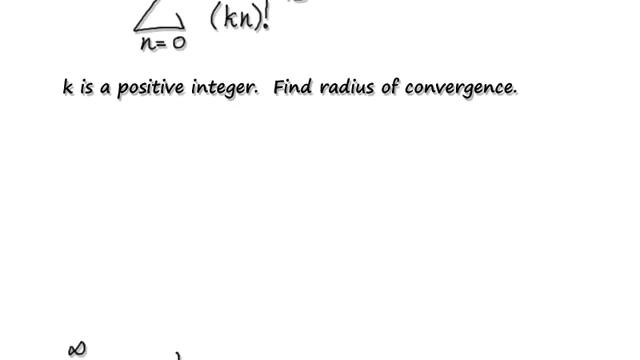 (kn)!
n=0
k is a positive integer. Find radius of convergence.
∞